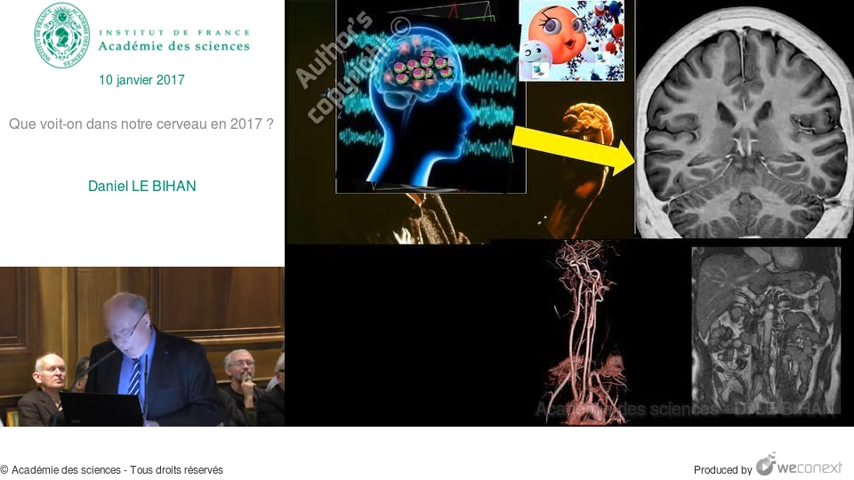 INSTITUT DE FRANCE
Académie des sciences
10 janvier 2017
Que voit-on dans notre cerveau en 2017 ?
Daniel LE BIHAN
Author's
copyright ©
Académie des sciences - D. LE BIHAN
© Académie des sciences - Tous droits réservés
Produced by weconext